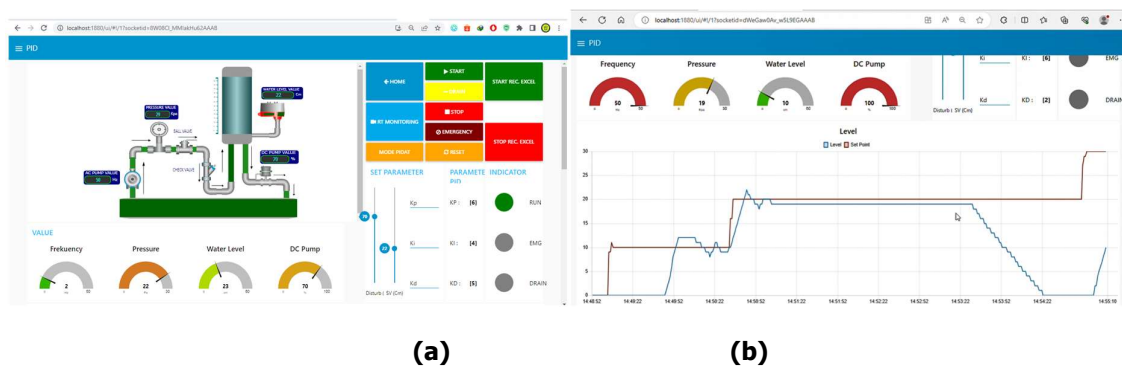 localhost:1880/ui/#!/1?socketid=
PID
WATER LEVEL VALUE
22 Cm
PRESSURE VALUE
Kpa
BALL VALVE
CHECK VALVE
AC PUMP VALUE
50 Hz
DC PUMP VALUE
70 %
HOME
START
START REC. EXCEL
RT MONITORING
STOP
EMERGENCY
STOP REC. EXCEL
MODE PIDAT
RESET
SET PARAMETER
PARAMETE
PID
INDICATOR
Kp
KP : [6]
RUN
Ki
KI : [4]
EMG
Kd
KD : [5]
DRAIN
Disturb ( SV (Cm)
VALUE
Frekuency
Pressure
Water Level
DC Pump
2
22
23
70
(a)
localhost:1880/ui/#!/1?socketid=dWeGaw0Av_w5L9EGAAAB
PID
Frequency
Pressure
Water Level
DC Pump
50
19
10
100
Ki
KI : [6]
EMG
Kd
KD : [2]
DRAIN
Disturb ( SV (Cm)
Level
Level
Set Point
30
25
20
15
10
5
0
14:48:52
14:49:22
14:49:52
14:50:22
14:50:52
14:51:22
14:51:52
14:52:22
14:52:52
14:53:22
14:53:52
14:54:22
14:55:10
(b)